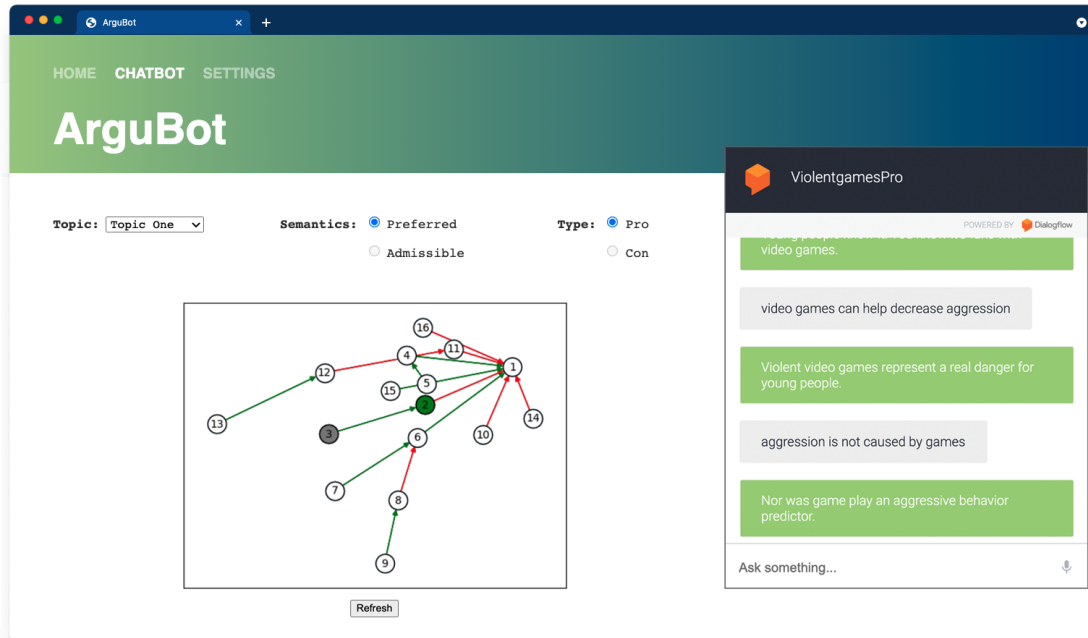 ArguBot
HOME CHATBOT SETTINGS
ArguBot
Topic: Topic One Semantics: Preferred Type: Pro
Admissible Con
16
11
4
1
12
5
15
2
14
13
3
6
10
7
8
9
Refresh
ViolentgamesPro
POWERED BY Dialogflow
video games.
video games can help decrease aggression
Violent video games represent a real danger for
young people.
aggression is not caused by games
Nor was game play an aggressive behavior
predictor.
Ask something...